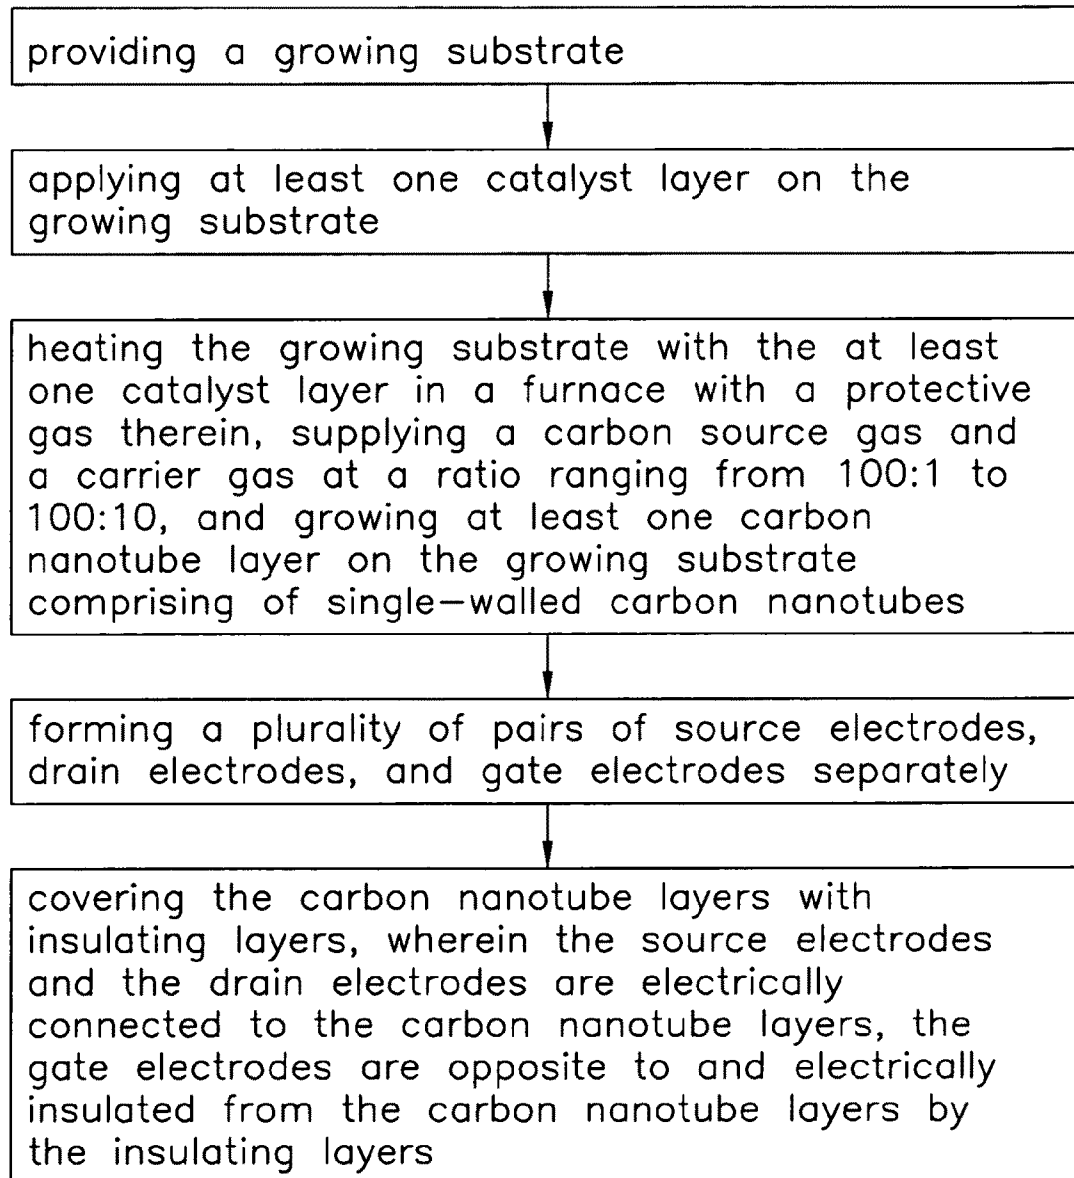 providing a growing substrate
applying at least one catalyst layer on the
growing substrate
heating the growing substrate with the at least
one catalyst layer in a furnace with a protective
gas therein, supplying a carbon source gas and
a carrier gas at a ratio ranging from 100:1 to
100:10, and growing at least one carbon
nanotube layer on the growing substrate
comprising of single-walled carbon nanotubes
forming a plurality of pairs of source electrodes,
drain electrodes, and gate electrodes separately
covering the carbon nanotube layers with
insulating layers, wherein the source electrodes
and the drain electrodes are electrically
connected to the carbon nanotube layers, the
gate electrodes are opposite to and electrically
insulated from the carbon nanotube layers by
the insulating layers